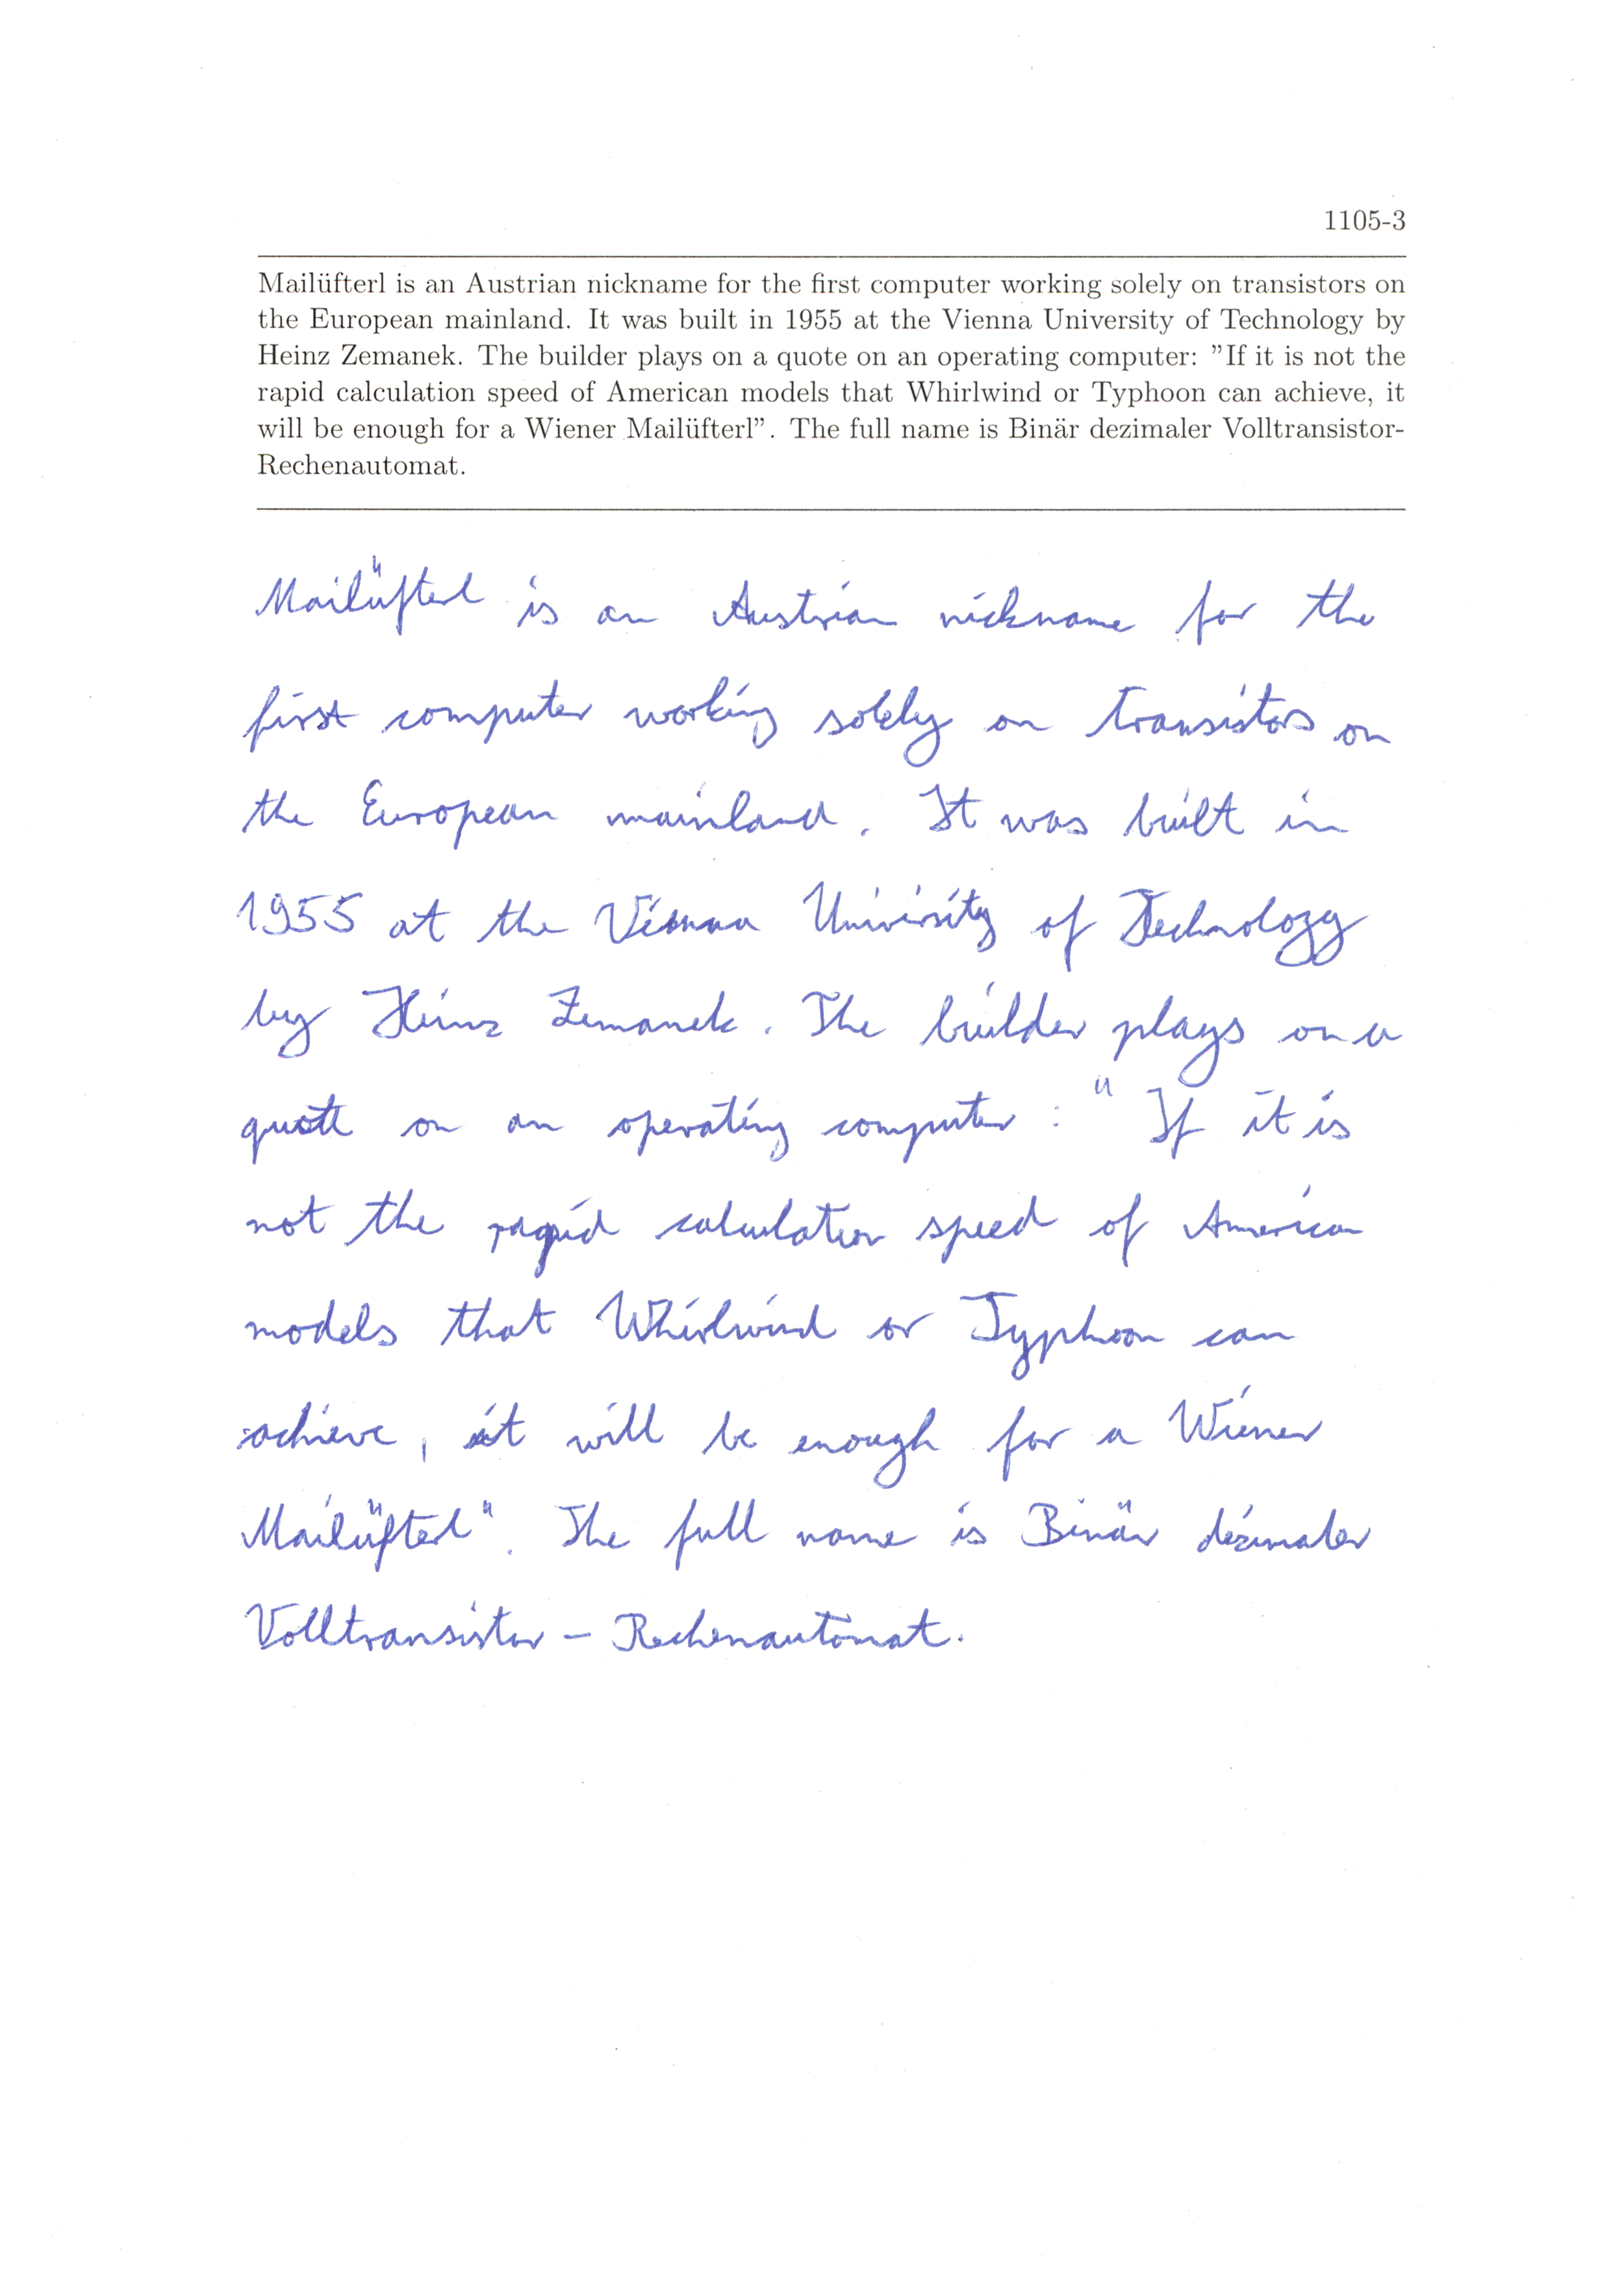 1105-3
Mailüfterl is an Austrian nickname for the first computer working solely on transistors on
the European mainland. It was built in 1955 at the Vienna University of Technology by
Heinz Zemanek. The builder plays on a quote on an operating computer: "If it is not the
rapid calculation speed of American models that Whirlwind or Typhoon can achieve, it
will be enough for a Wiener Mailüfterl". The full name is Binär dezimaler Volltransistor-
Rechenautomat.
Mailüfterl is an Austrian nickname for the
first computer working solely on transistors on
the European mainland. It was built in
1955 at the Vienna University of Technology
by Heinz Zemanek. The builder plays on a
quote on an operating computer: "If it is
not the rapid calculation speed of American
models that Whirlwind or Typhoon can
achieve, it will be enough for a Wiener
Mailüfterl". The full name is Binär dezimaler
Volltransistor-Rechenautomat.